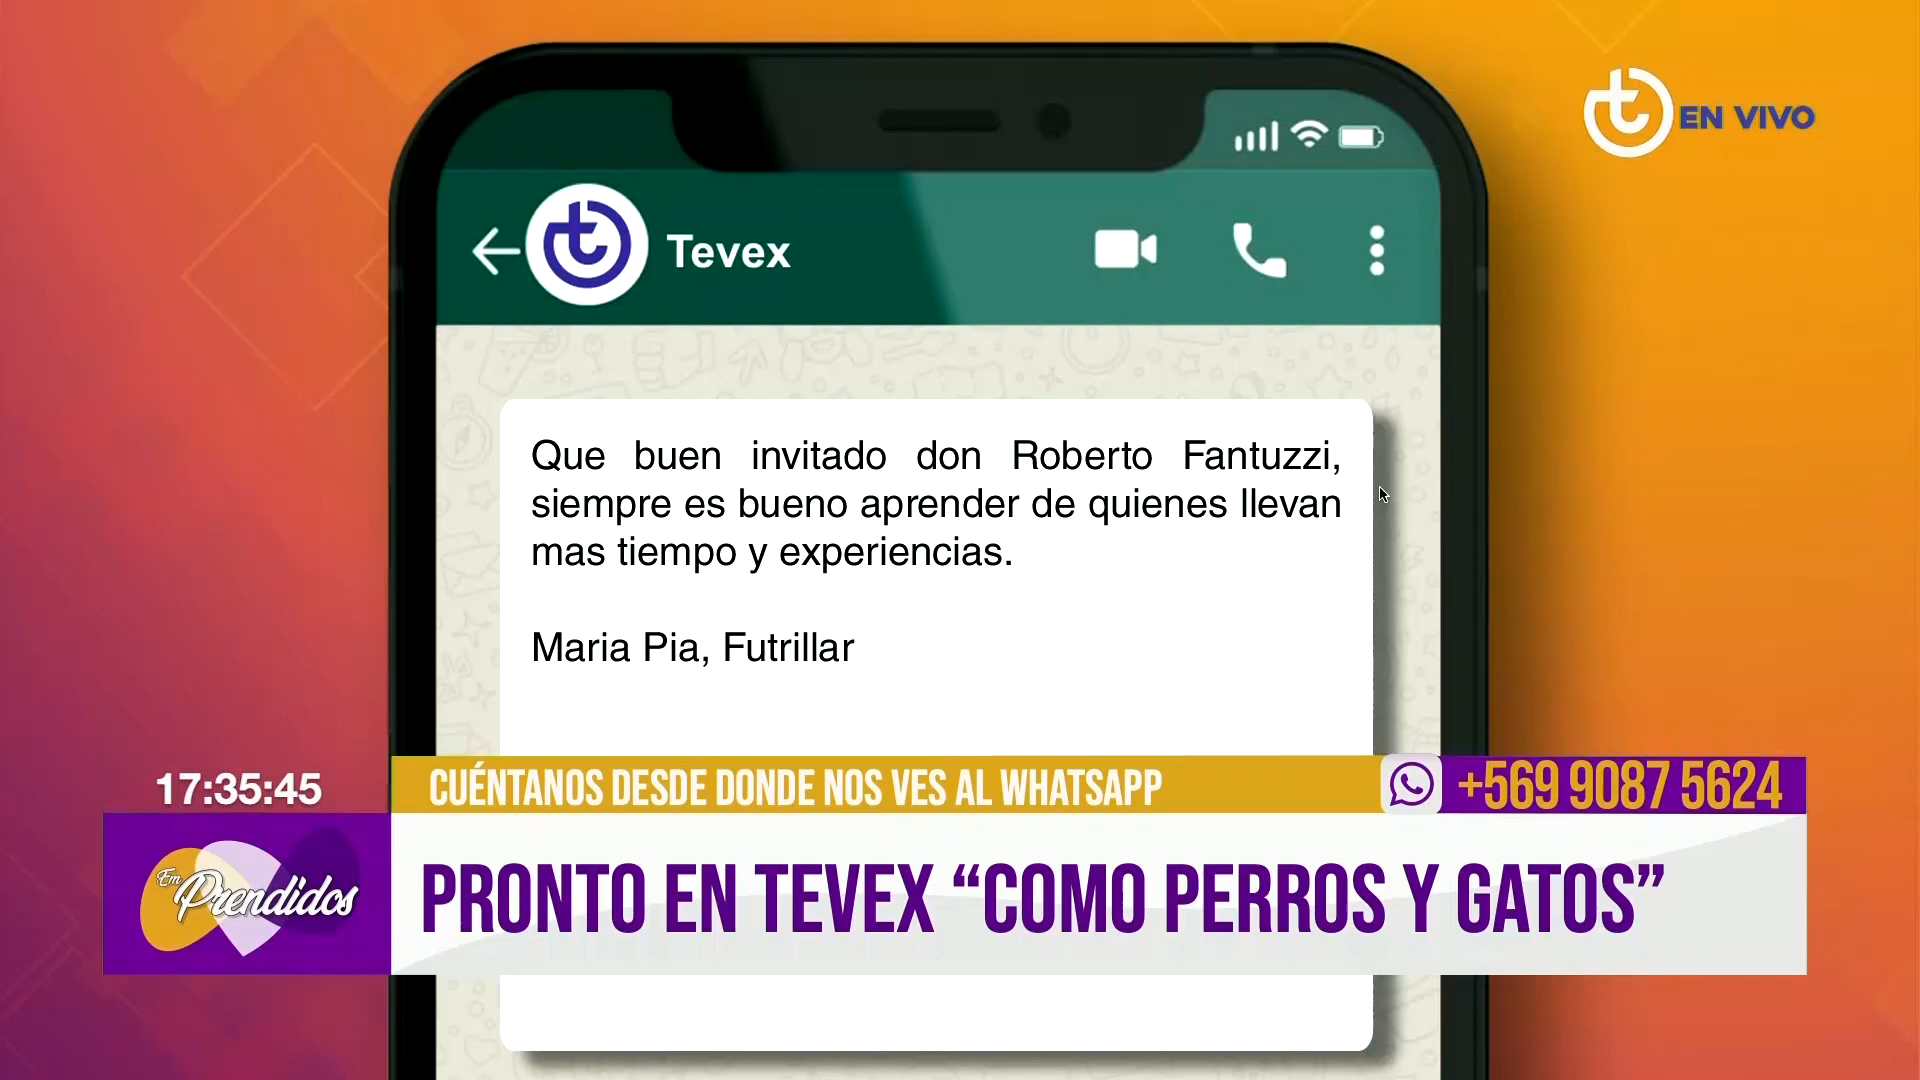 EN VIVO
Tevex
Que buen invitado don Roberto Fantuzzi,
siempre es bueno aprender de quienes llevan
mas tiempo y experiencias.
Maria Pia, Futrillar
17:35:45
CUÉNTANOS DESDE DONDE NOS VES AL WHATSAPP
+569 9087 5624
Em
Prendidos
PRONTO EN TEVEX “COMO PERROS Y GATOS”